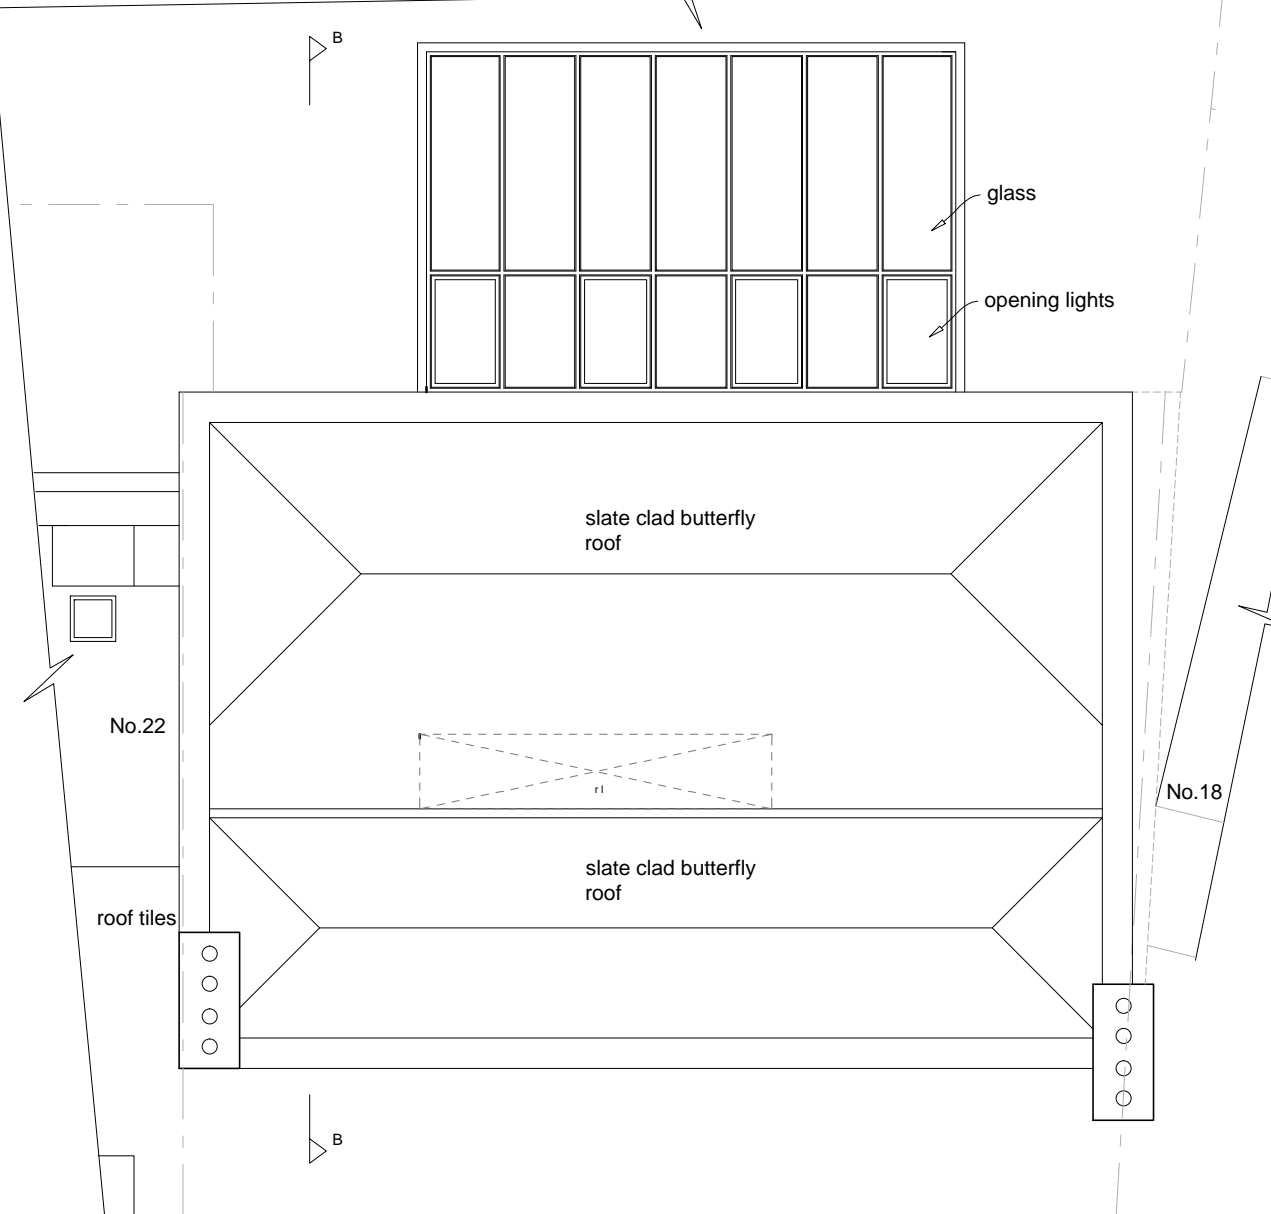 B
glass
opening lights
slate clad butterfly
roof
No.22
r l
No.18
slate clad butterfly
roof
roof tiles
B